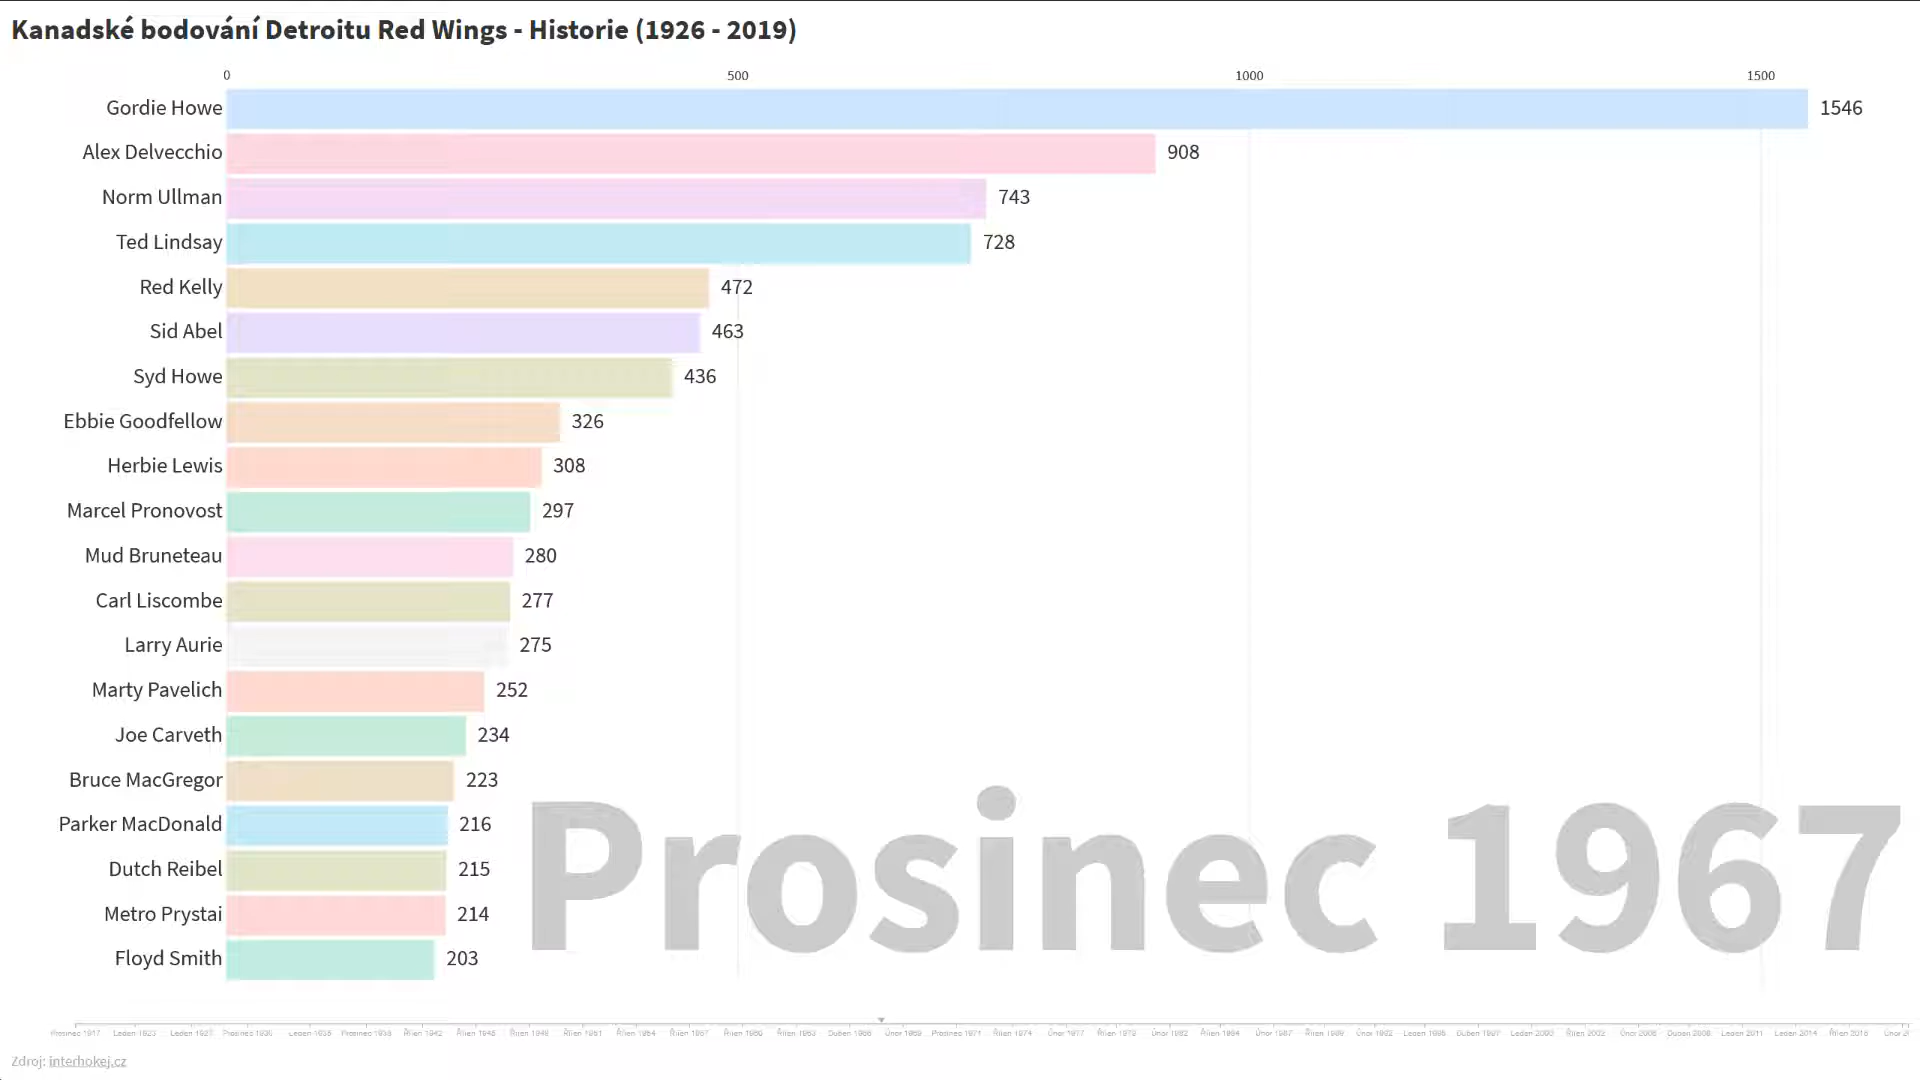 Kanadské bodování Detroitu Red Wings - Historie (1926 - 2019)
0 500 1000 1500
Gordie Howe 1546
Alex Delvecchio 908
Norm Ullman 743
Ted Lindsay 728
Red Kelly 472
Sid Abel 463
Syd Howe 436
Ebbie Goodfellow 326
Herbie Lewis 308
Marcel Pronovost 297
Mud Bruneteau 280
Carl Liscombe 277
Larry Aurie 275
Marty Pavelich 252
Joe Carveth 234
Bruce MacGregor 223
Parker MacDonald 216
Dutch Reibel 215
Metro Prystai 214
Floyd Smith 203
Prosinec 1967
Zdroj: interhokej.cz